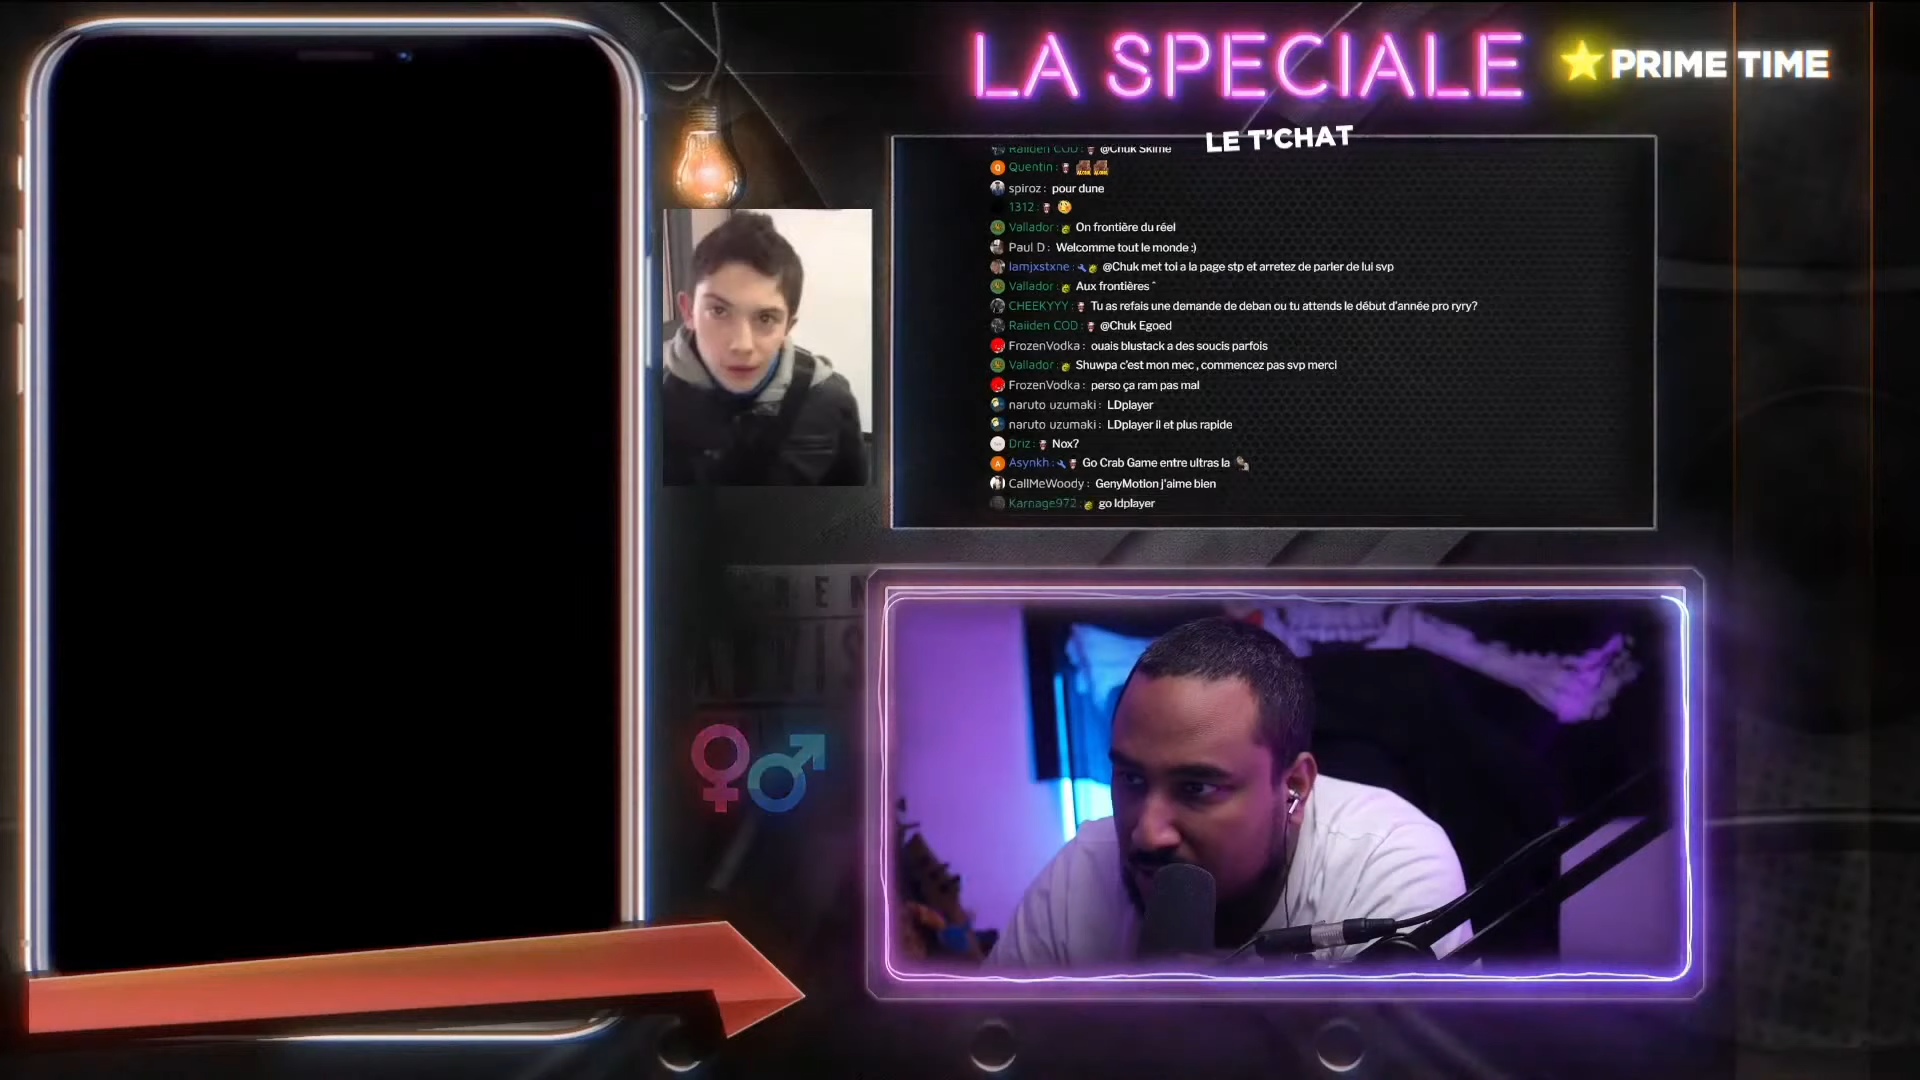 LA SPECIALE
PRIME TIME
LE T'CHAT
Raiiden COD : @Chuk Skime
Quentin :
spiroz : pour dune
1312 :
Vallador : On frontière du réel
Paul D : Welcomme tout le monde :)
Iamjxstxne : @Chuk met toi a la page stp et arretez de parler de lui svp
Vallador : Aux frontières ^
CHEEKYYY : Tu as refais une demande de deban ou tu attends le début d'année pro ryry?
Raiiden COD : @Chuk Egoed
FrozenVodka : ouais blustack a des soucis parfois
Vallador : Shuwpa c'est mon mec , commencez pas svp merci
FrozenVodka : perso ça ram pas mal
naruto uzumaki : LDplayer
naruto uzumaki : LDplayer il et plus rapide
Driz : Nox?
Asynkh : Go Crab Game entre ultras la
CallMeWoody : GenyMotion j'aime bien
Karnage972 : go ldplayer